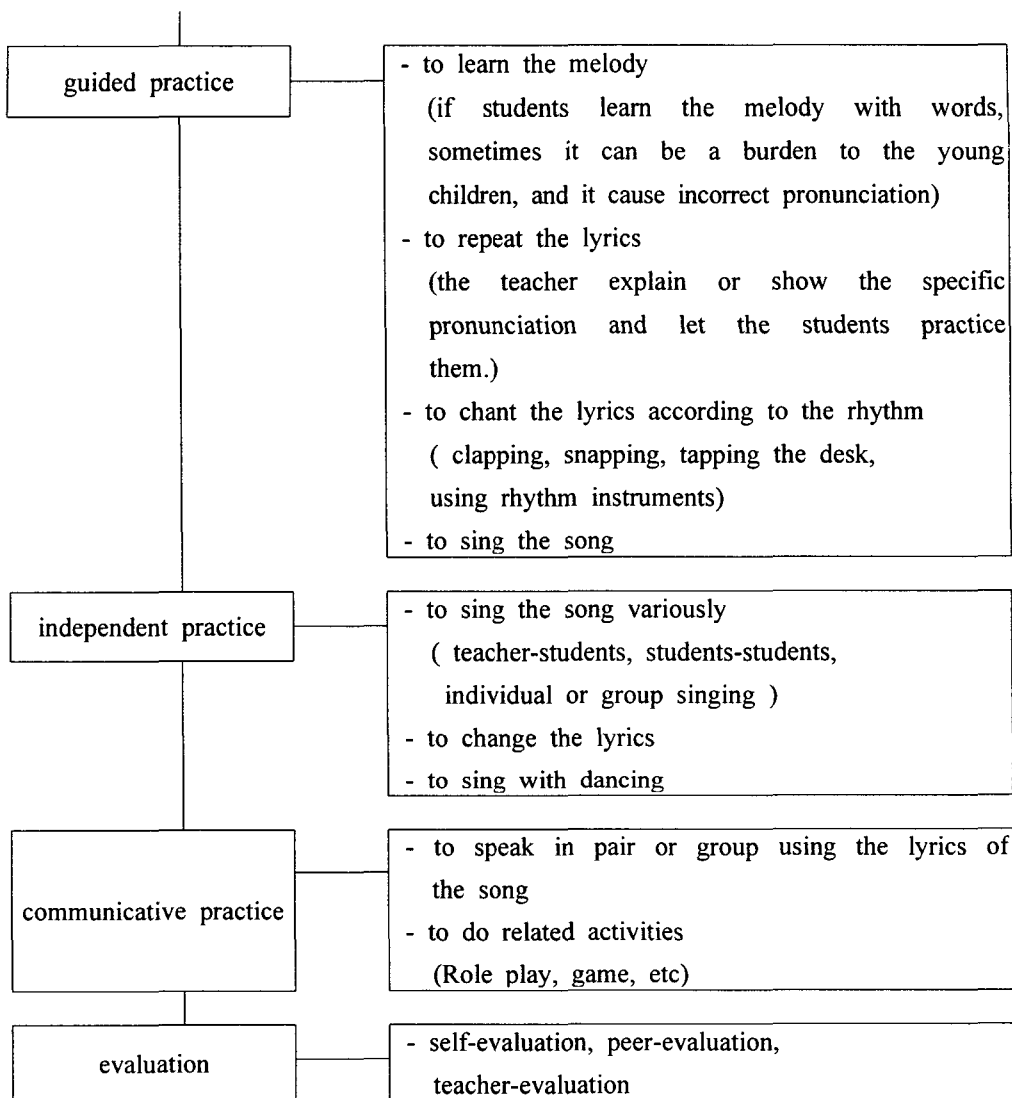 guided practice
- to learn the melody
(if students learn the melody with words,
sometimes it can be a burden to the young
children, and it cause incorrect pronunciation)
- to repeat the lyrics
(the teacher explain or show the specific
pronunciation and let the students practice
them.)
- to chant the lyrics according to the rhythm
( clapping, snapping, tapping the desk,
using rhythm instruments)
- to sing the song
independent practice
- to sing the song variously
( teacher-students, students-students,
individual or group singing )
- to change the lyrics
- to sing with dancing
communicative practice
- to speak in pair or group using the lyrics of
the song
- to do related activities
(Role play, game, etc)
evaluation
- self-evaluation, peer-evaluation,
teacher-evaluation